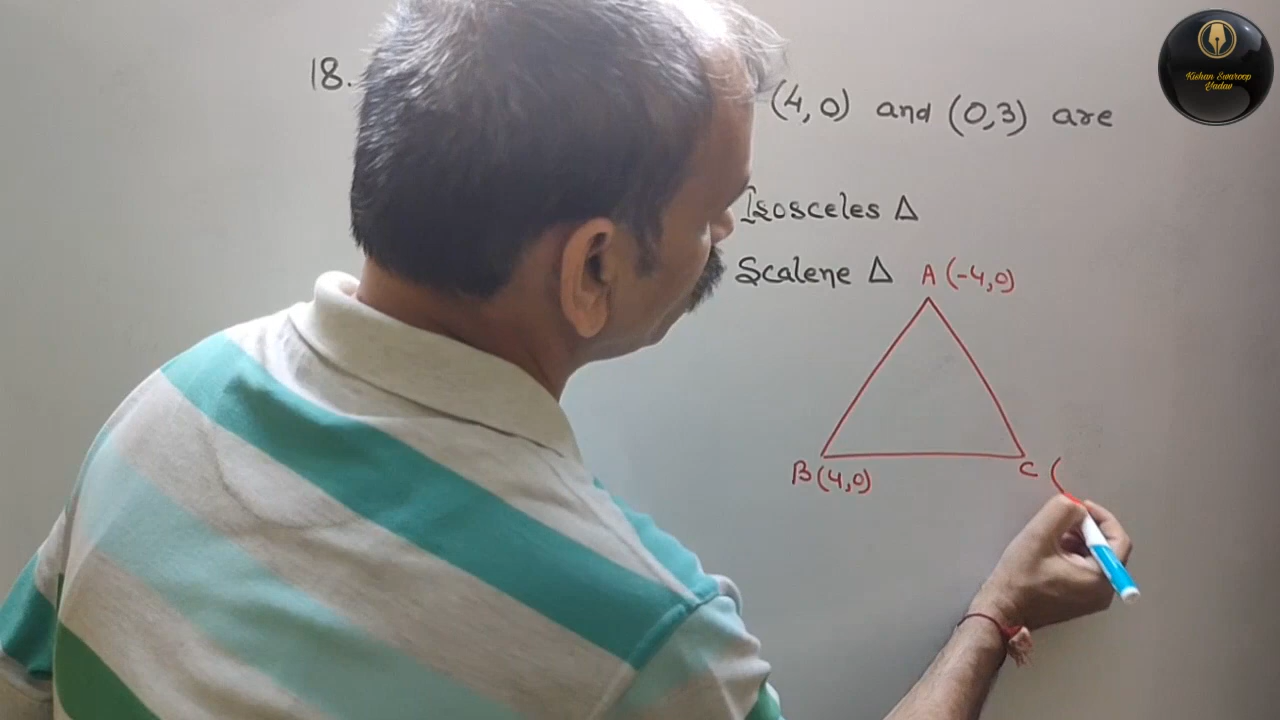 18. (4,0) and (0,3) are
Isosceles Δ
Scalene Δ
A (-4,0)
B (4,0)
C (
Kishan Swaroop
Yadav